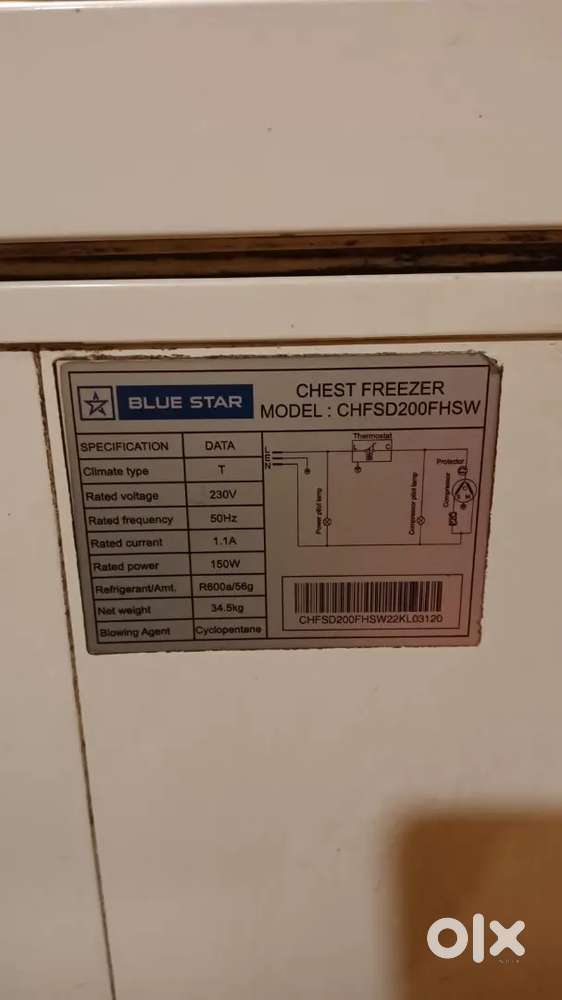 BLUE STAR
CHEST FREEZER
MODEL : CHFSD200FHSW
SPECIFICATION DATA
Climate type T
Rated voltage 230V
Rated frequency 50Hz
Rated current 1.1A
Rated power 150W
Refrigerant/Amt. R600a/56g
Net weight 34.5kg
Blowing Agent Cyclopentane
L
E
N
Thermostat
L C
Power pilot lamp
Compressor pilot lamp
Compressor
Protector
CHFSD200FHSW22KL03120
olx
INDIA